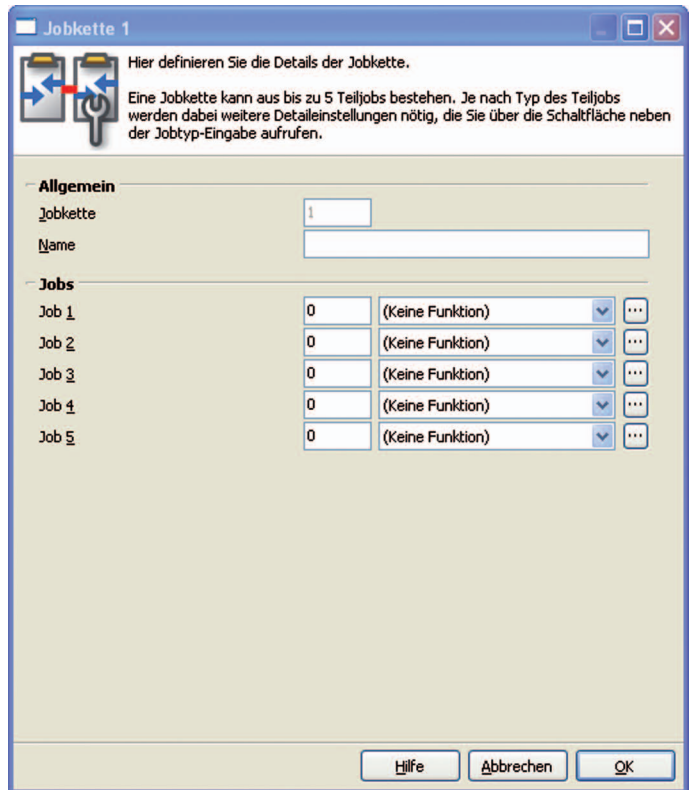 Jobkette 1
Hier definieren Sie die Details der Jobkette.
Eine Jobkette kann aus bis zu 5 Teiljobs bestehen. Je nach Typ des Teiljobs
werden dabei weitere Detaileinstellungen nötig, die Sie über die Schaltfläche neben
der Jobtyp-Eingabe aufrufen.
Allgemein
Jobkette 1
Name
Jobs
Job 1 0 (Keine Funktion) ...
Job 2 0 (Keine Funktion) ...
Job 3 0 (Keine Funktion) ...
Job 4 0 (Keine Funktion) ...
Job 5 0 (Keine Funktion) ...
Hilfe Abbrechen OK